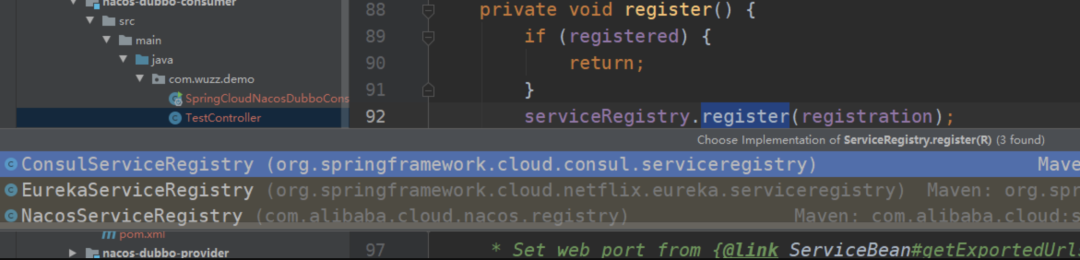 nacos-dubbo-consumer
src
main
java
com.wuzz.demo
SpringCloudNacosDubboCons
TestController
88 private void register() {
89 if (registered) {
90 return;
91 }
92 serviceRegistry.register(registration);
Choose Implementation of ServiceRegistry.register(R) (3 found)
ConsulServiceRegistry (org.springframework.cloud.consul.serviceregistry) Mave
EurekaServiceRegistry (org.springframework.cloud.netflix.eureka.serviceregistry) Maven: org.spr
NacosServiceRegistry (com.alibaba.cloud.nacos.registry) Maven: com.alibaba.cloud:s
pom.xml
nacos-dubbo-provider
97 * Set web port from {@link ServiceBean#getExportedUrl